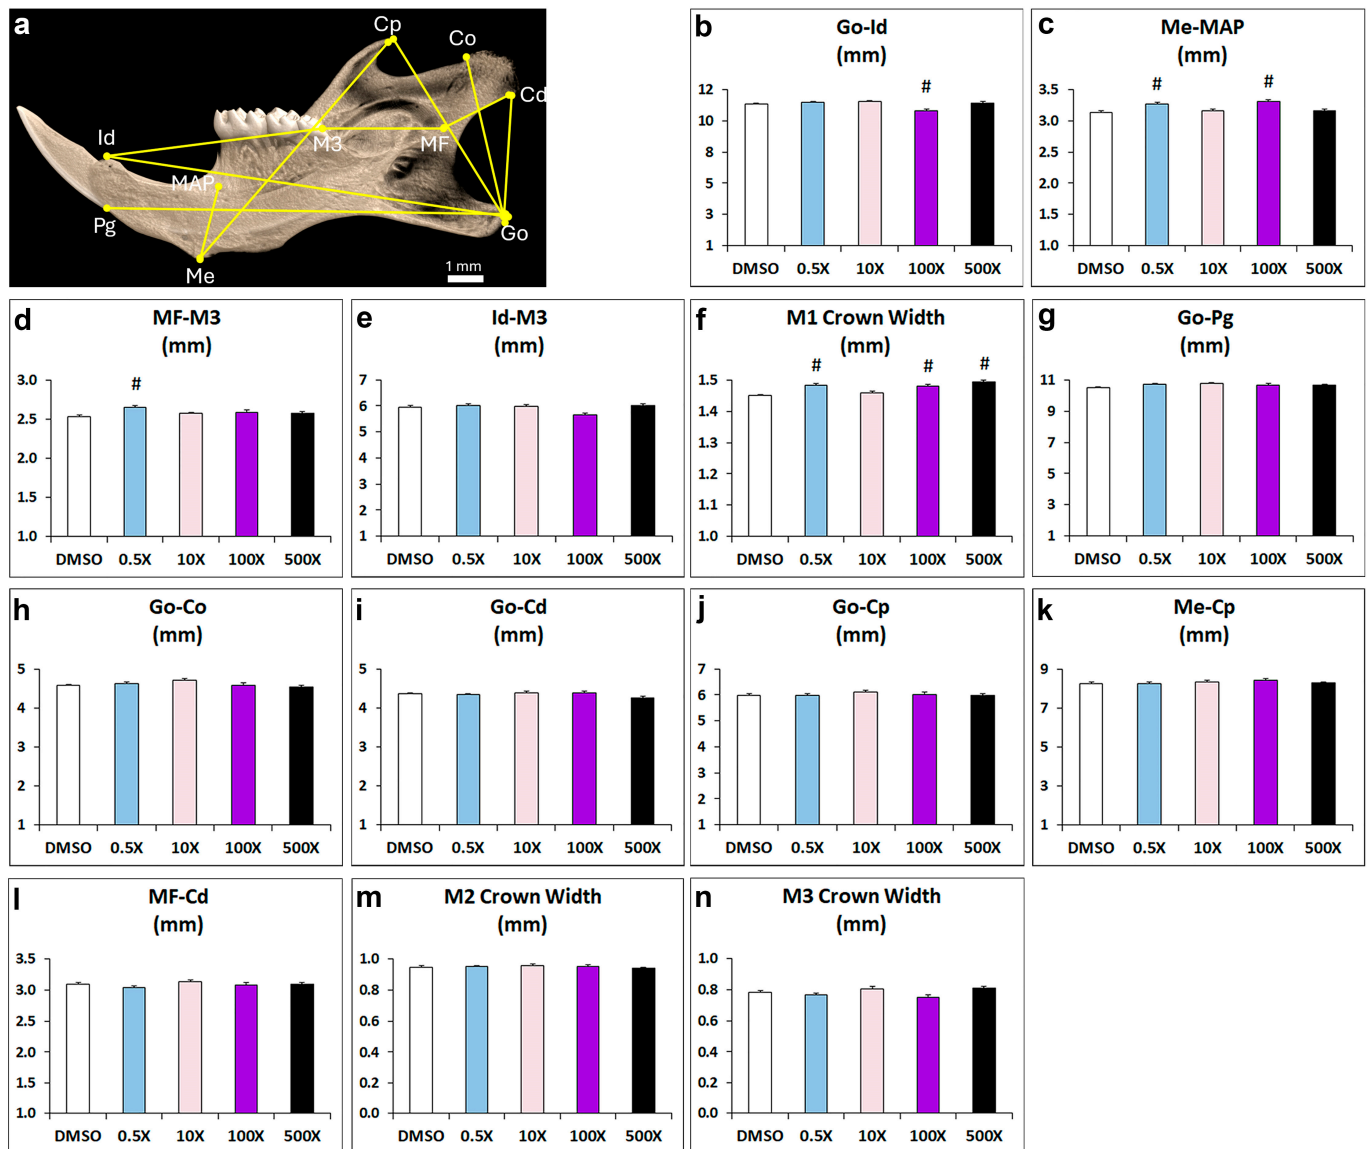 a
Cp
Co
Cd
Id
M3
MF
MAP
Pg
Go
Me
1 mm
b
Go-Id
(mm)
#
12
10
8
5
3
1
DMSO 0.5X 10X 100X 500X
c
Me-MAP
(mm)
# #
3.5
3.0
2.5
2.0
1.5
1.0
DMSO 0.5X 10X 100X 500X
d
MF-M3
(mm)
#
3.0
2.5
2.0
1.5
1.0
DMSO 0.5X 10X 100X 500X
e
Id-M3
(mm)
7
6
5
4
3
2
1
DMSO 0.5X 10X 100X 500X
f
M1 Crown Width
(mm)
# # #
1.5
1.4
1.3
1.2
1.1
1.0
DMSO 0.5X 10X 100X 500X
g
Go-Pg
(mm)
11
9
7
5
3
1
DMSO 0.5X 10X 100X 500X
h
Go-Co
(mm)
5
4
3
2
1
DMSO 0.5X 10X 100X 500X
i
Go-Cd
(mm)
5
4
3
2
1
DMSO 0.5X 10X 100X 500X
j
Go-Cp
(mm)
7
6
5
4
3
2
1
DMSO 0.5X 10X 100X 500X
k
Me-Cp
(mm)
9
7
5
3
1
DMSO 0.5X 10X 100X 500X
l
MF-Cd
(mm)
3.5
3.0
2.5
2.0
1.5
1.0
DMSO 0.5X 10X 100X 500X
m
M2 Crown Width
(mm)
1.0
0.8
0.6
0.4
0.2
0.0
DMSO 0.5X 10X 100X 500X
n
M3 Crown Width
(mm)
1.0
0.8
0.6
0.4
0.2
0.0
DMSO 0.5X 10X 100X 500X